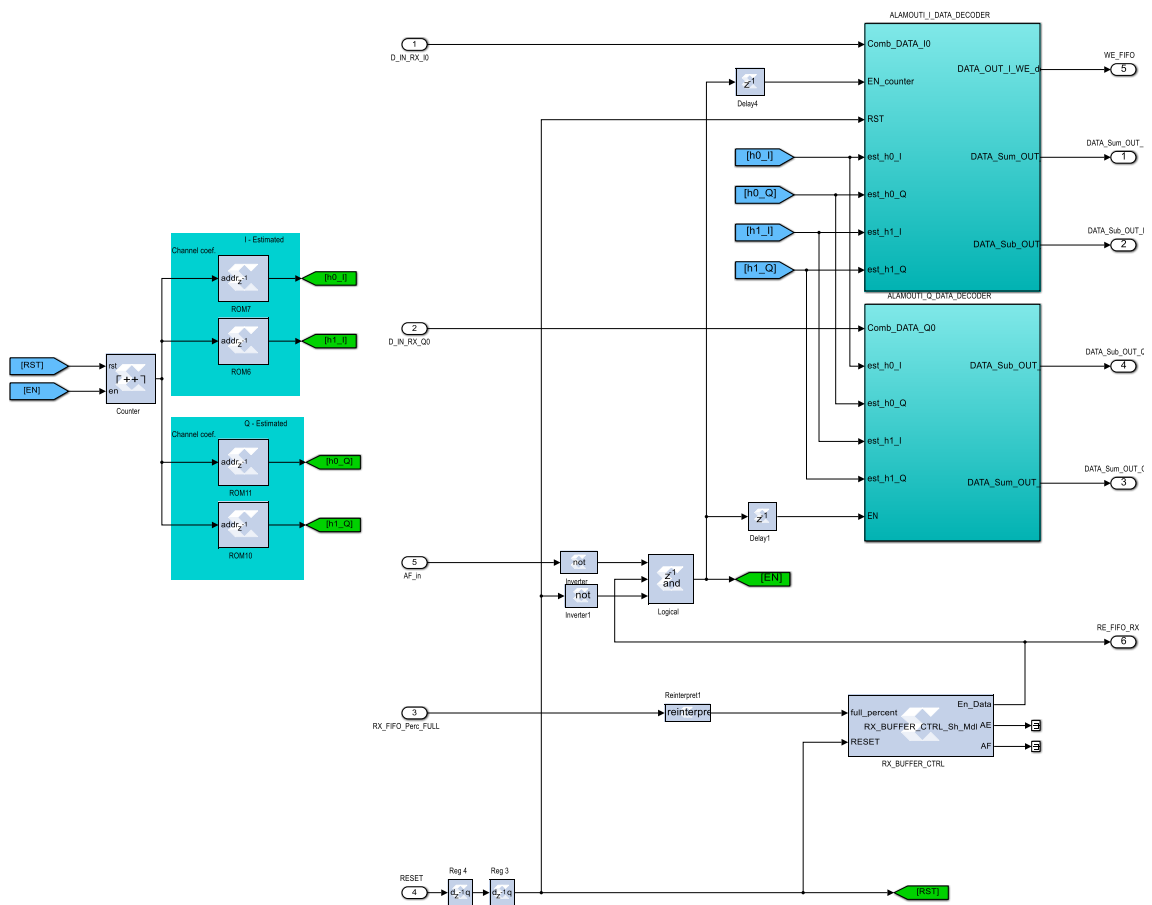 ALAMOUTI_I_DATA_DECODER
1
D_IN_RX_I0
Comb_DATA_I0
DATA_OUT_I_WE_d
WE_FIFO
5
z-1
Delay4
EN_counter
RST
[h0_I]
est_h0_I
DATA_Sum_OUT
DATA_Sum_OUT_
1
[h0_Q]
est_h0_Q
[h1_I]
est_h1_I
DATA_Sub_OUT
DATA_Sub_OUT_I
2
[h1_Q]
est_h1_Q
I - Estimated
Channel coef.
addr z-1
ROM7
[h0_I]
addr z-1
ROM6
[h1_I]
[RST]
[EN]
rst
en
++
Counter
Q - Estimated
Channel coef.
addr z-1
ROM11
[h0_Q]
addr z-1
ROM10
[h1_Q]
ALAMOUTI_Q_DATA_DECODER
2
D_IN_RX_Q0
Comb_DATA_Q0
est_h0_I
DATA_Sub_OUT_
DATA_Sub_OUT_Q
4
est_h0_Q
est_h1_I
est_h1_Q
DATA_Sum_OUT_
3
z-1
Delay1
EN
5
AF_in
not
Inverter
not
Inverter1
z-1
and
Logical
[EN]
RE_FIFO_RX
6
3
RX_FIFO_Perc_FULL
Reinterpret1
reinterpre
full_percent
RESET
RX_BUFFER_CTRL_Sh_Mdl
En_Data
AE
AF
RX_BUFFER_CTRL
RESET
4
Reg 4
d z-1 q
Reg 3
d z-1 q
[RST]